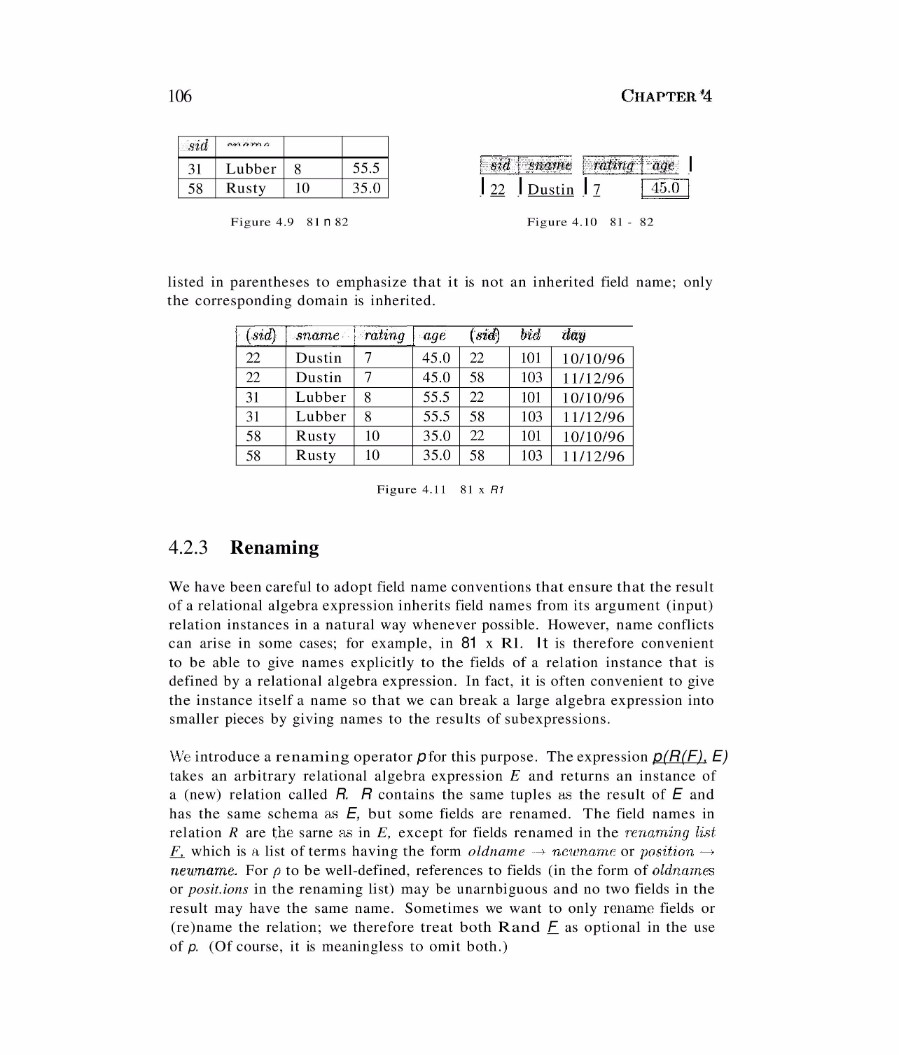 106 CHAPTER '4
sid
31 Lubber 8 55.5
58 Rusty 10 35.0
Figure 4.9 81 n 82
sid sname rating age
22 Dustin 7 45.0
Figure 4.10 81 - 82
listed in parentheses to emphasize that it is not an inherited field name; only
the corresponding domain is inherited.
(sid) sname rating age (sid) bid day
22 Dustin 7 45.0 22 101 10/10/96
22 Dustin 7 45.0 58 103 11/12/96
31 Lubber 8 55.5 22 101 10/10/96
31 Lubber 8 55.5 58 103 11/12/96
58 Rusty 10 35.0 22 101 10/10/96
58 Rusty 10 35.0 58 103 11/12/96
Figure 4.11 81 x R1
4.2.3 Renaming
We have been careful to adopt field name conventions that ensure that the result
of a relational algebra expression inherits field names from its argument (input)
relation instances in a natural way whenever possible. However, name conflicts
can arise in some cases; for example, in 81 x R1. It is therefore convenient
to be able to give names explicitly to the fields of a relation instance that is
defined by a relational algebra expression. In fact, it is often convenient to give
the instance itself a name so that we can break a large algebra expression into
smaller pieces by giving names to the results of subexpressions.
We introduce a renaming operator p for this purpose. The expression p(R(F), E)
takes an arbitrary relational algebra expression E and returns an instance of
a (new) relation called R. R contains the same tuples as the result of E and
has the same schema as E, but some fields are renamed. The field names in
relation R are the sarne as in E, except for fields renamed in the renaming list
F, which is a list of terms having the form oldname → newname or position →
newname. For ρ to be well-defined, references to fields (in the form of oldnames
or posit.ions in the renaming list) may be unarnbiguous and no two fields in the
result may have the same name. Sometimes we want to only rename fields or
(re)name the relation; we therefore treat both R and F as optional in the use
of p. (Of course, it is meaningless to omit both.)